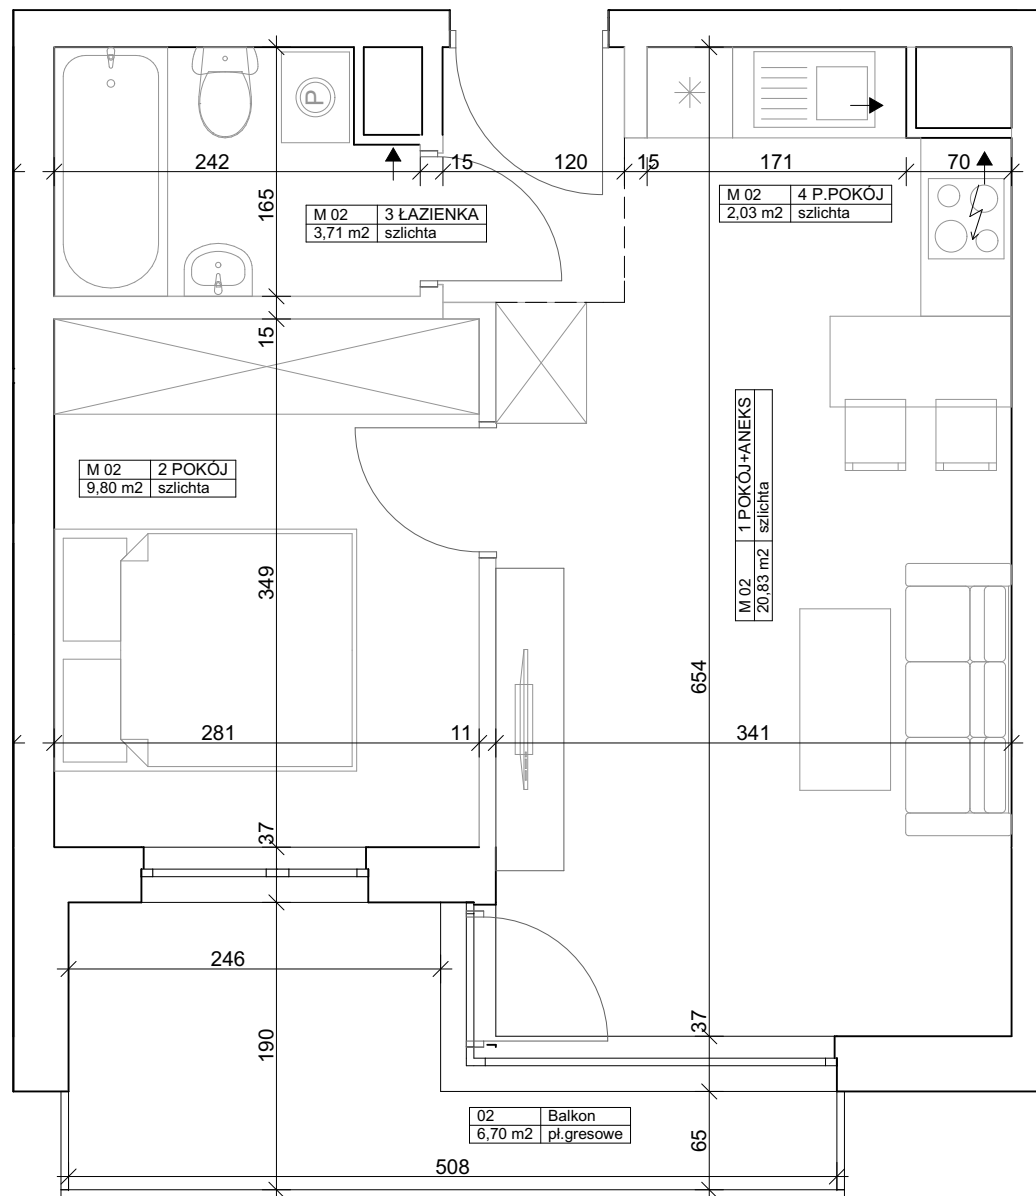 P
242
15
120
15
171
70
165
M 02 3 ŁAZIENKA
3,71 m2 szlichta
M 02 4 P.POKÓJ
2,03 m2 szlichta
15
M 02 1 POKÓJ+ANEKS
20,83 m2 szlichta
M 02 2 POKÓJ
9,80 m2 szlichta
349
654
281
11
341
37
246
190
37
02 Balkon
6,70 m2 pł.gresowe
65
508